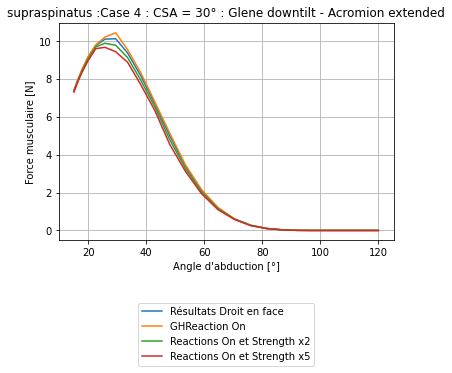 supraspinatus :Case 4 : CSA = 30° : Glene downtilt - Acromion extended
Force musculaire [N]
10
8
6
4
2
0
20
40
60
80
100
120
Angle d'abduction [°]
Résultats Droit en face
GHReaction On
Reactions On et Strength x2
Reactions On et Strength x5